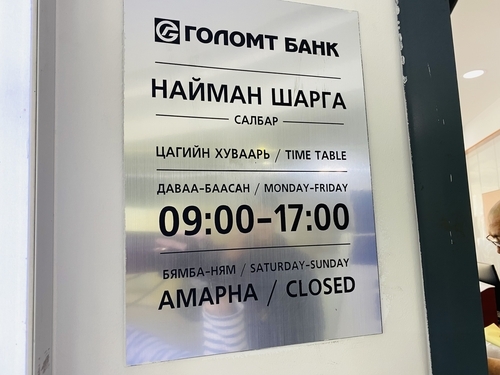 ГОЛОМТ БАНК
НАЙМАН ШАРГА
САЛБАР
ЦАГИЙН ХУВААРЬ / TIME TABLE
ДАВАА-БААСАН / MONDAY-FRIDAY
09:00-17:00
БЯМБА-НЯМ / SATURDAY-SUNDAY
АМАРНА / CLOSED